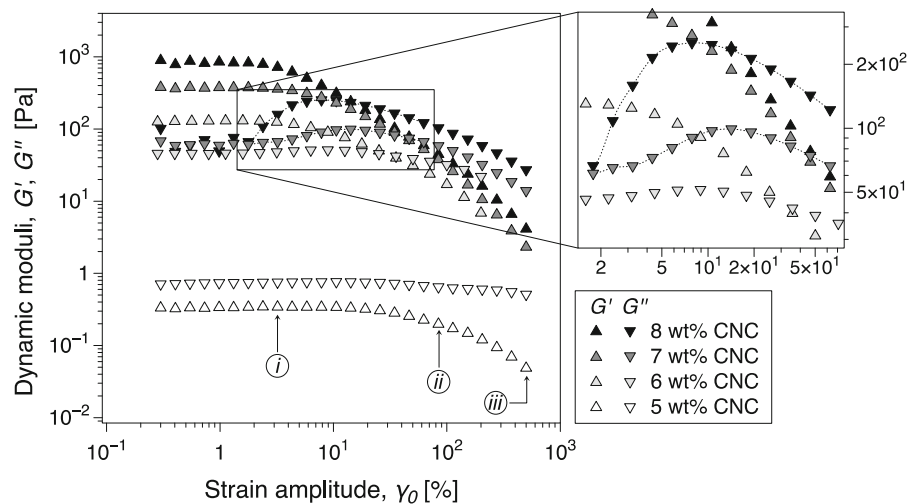 Dynamic moduli, G′, G″ [Pa]
10³
10²
10¹
1
10⁻¹
10⁻²
i
ii
iii
10⁻¹
1
10¹
10²
10³
Strain amplitude, γ₀ [%]
2×10²
10²
5×10¹
2
5
10¹
2×10¹
5×10¹
G′ G″
8 wt% CNC
7 wt% CNC
6 wt% CNC
5 wt% CNC